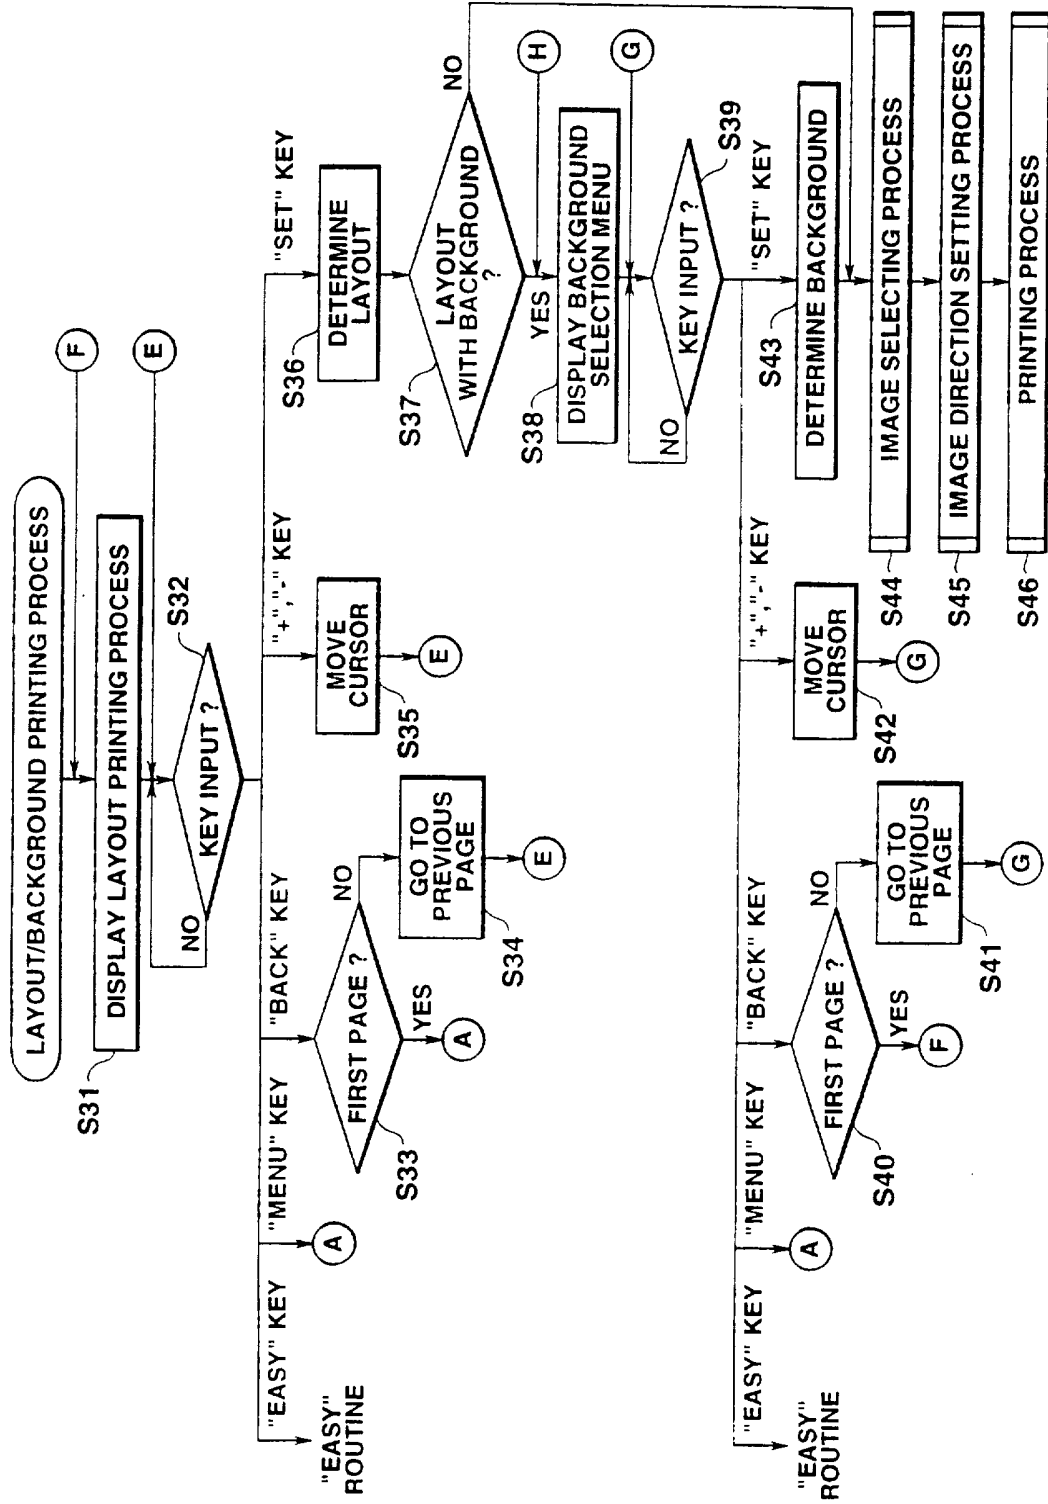 LAYOUT/BACKGROUND PRINTING PROCESS
F
S31
DISPLAY LAYOUT PRINTING PROCESS
E
S32
KEY INPUT ?
NO
"EASY" KEY
"MENU" KEY
"BACK" KEY
"+","-" KEY
"SET" KEY
"EASY"
ROUTINE
A
S33
FIRST PAGE ?
NO
YES
A
S34
GO TO
PREVIOUS
PAGE
E
S35
MOVE
CURSOR
E
S36
DETERMINE
LAYOUT
S37
LAYOUT
WITH BACKGROUND
?
NO
YES
H
S38
DISPLAY BACKGROUND
SELECTION MENU
G
S39
KEY INPUT ?
NO
"EASY" KEY
"MENU" KEY
"BACK" KEY
"+","-" KEY
"SET" KEY
"EASY"
ROUTINE
A
S40
FIRST PAGE ?
NO
YES
F
S41
GO TO
PREVIOUS
PAGE
G
S42
MOVE
CURSOR
G
S43
DETERMINE BACKGROUND
S44
IMAGE SELECTING PROCESS
S45
IMAGE DIRECTION SETTING PROCESS
S46
PRINTING PROCESS